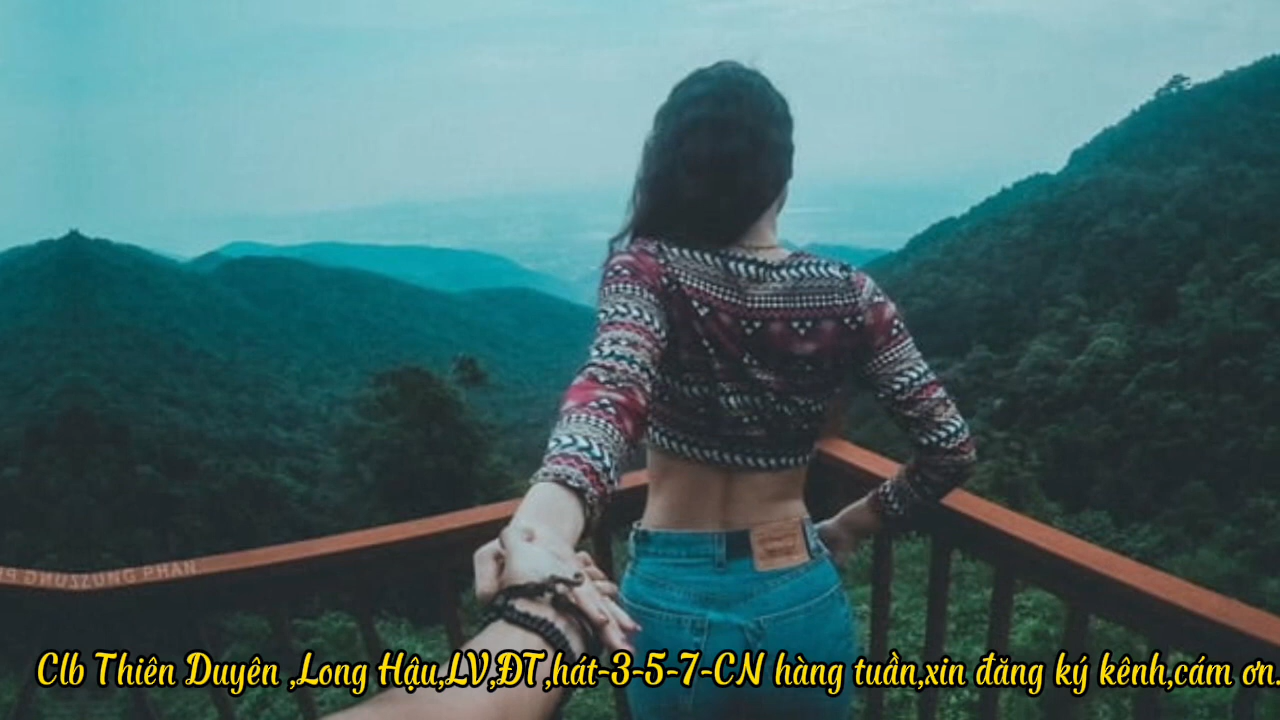 Clb Thiên Duyên ,Long Hậu,LV,ĐT,hát-3-5-7-CN hàng tuần,xin đăng ký kênh,cám ơn.